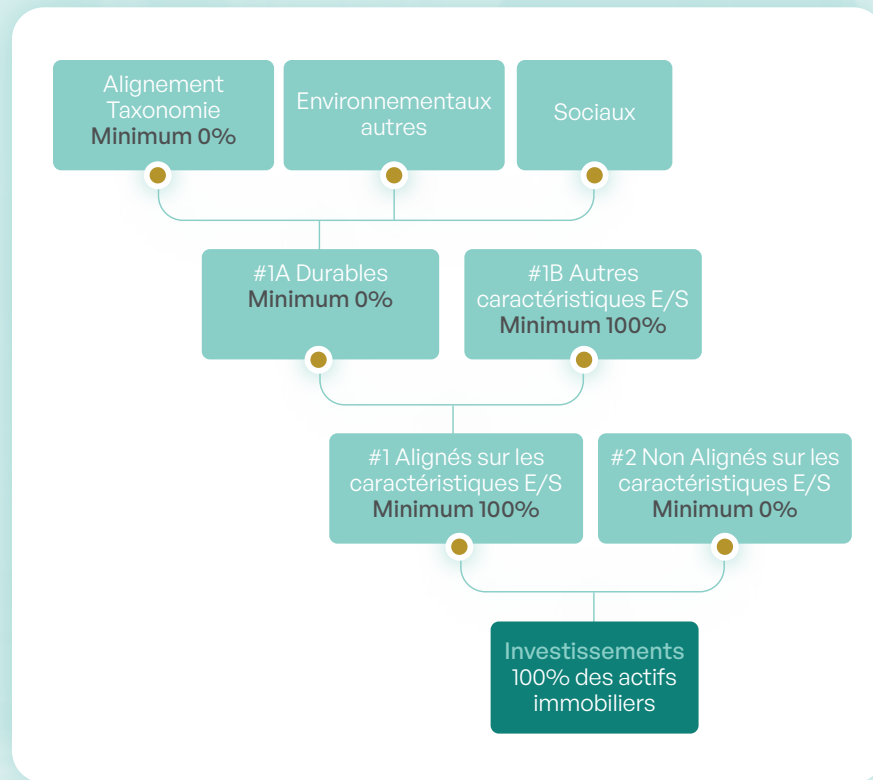 Alignement
Taxonomie
Minimum 0%
Environnementaux
autres
Sociaux
#1A Durables
Minimum 0%
#1B Autres
caractéristiques E/S
Minimum 100%
#1 Alignés sur les
caractéristiques E/S
Minimum 100%
#2 Non Alignés sur les
caractéristiques E/S
Minimum 0%
Investissements
100% des actifs
immobiliers